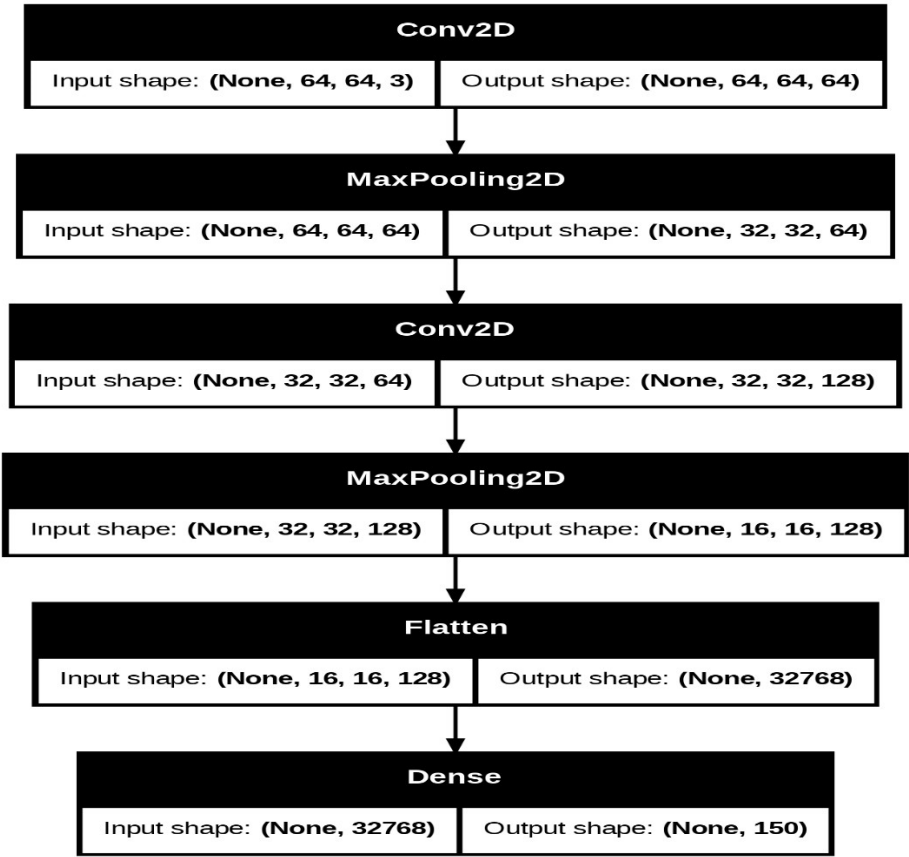 Conv2D
Input shape: (None, 64, 64, 3) Output shape: (None, 64, 64, 64)
MaxPooling2D
Input shape: (None, 64, 64, 64) Output shape: (None, 32, 32, 64)
Conv2D
Input shape: (None, 32, 32, 64) Output shape: (None, 32, 32, 128)
MaxPooling2D
Input shape: (None, 32, 32, 128) Output shape: (None, 16, 16, 128)
Flatten
Input shape: (None, 16, 16, 128) Output shape: (None, 32768)
Dense
Input shape: (None, 32768) Output shape: (None, 150)